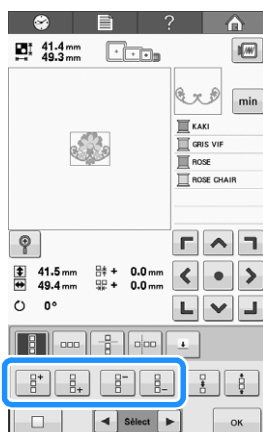 ?
41.4 mm
49.3 mm
min
KAKI
GRIS VIF
ROSE
ROSE CHAIR
41.5 mm + 0.0 mm
49.4 mm + 0.0 mm
0°
Sélect
OK